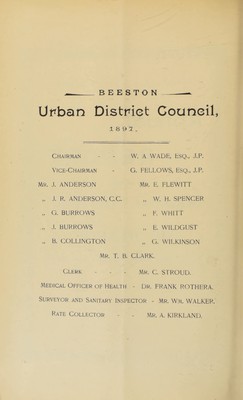 BEESTON
Urban District Council,
1897.
CHAIRMAN - - W. A WADE, ESQ., J.P.
VICE-CHAIRMAN - G. FELLOWS, ESQ., J.P.
MR. J. ANDERSON MR. E. FLEWITT
„ J. R. ANDERSON, C.C. „ W. H. SPENCER
„ G. BURROWS „ F. WHITT
„ J. BURROWS „ E. WILDGUST
„ B. COLLINGTON „ G. WILKINSON
MR. T. B. CLARK.
CLERK - - - MR. C. STROUD.
MEDICAL OFFICER OF HEALTH - DR. FRANK ROTHERA.
SURVEYOR AND SANITARY INSPECTOR - MR. WM. WALKER.
RATE COLLECTOR - - MR. A. KIRKLAND.